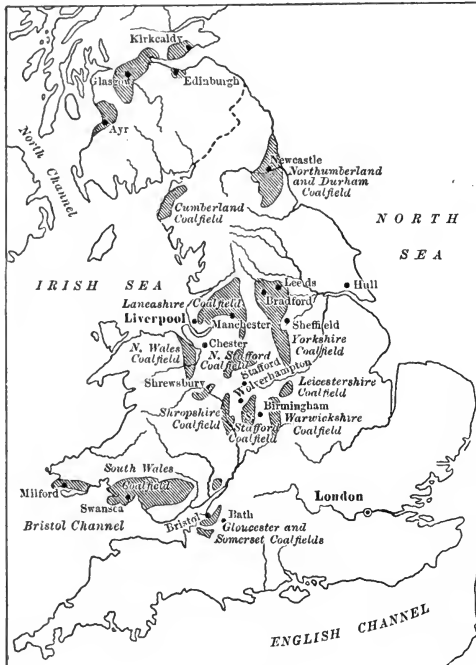 Kirkcaldy
Glasgow
Edinburgh
Ayr
North Channel
Newcastle
Northumberland
and Durham
Coalfield
Cumberland
Coalfield
NORTH
SEA
IRISH SEA
Leeds
Hull
Bradford
Lancashire Coalfield
Liverpool
Manchester
Sheffield
Yorkshire
Coalfield
Chester
N. Wales
Coalfield
N. Stafford
Coalfield
Stafford
Wolverhampton
Shrewsbury
Leicestershire
Coalfield
Birmingham
Shropshire
Coalfield
Stafford
Coalfield
Warwickshire
Coalfield
South Wales
Coalfield
Milford
Swansea
London
Bristol Channel
Bristol
Bath
Gloucester and
Somerset Coalfields
ENGLISH CHANNEL